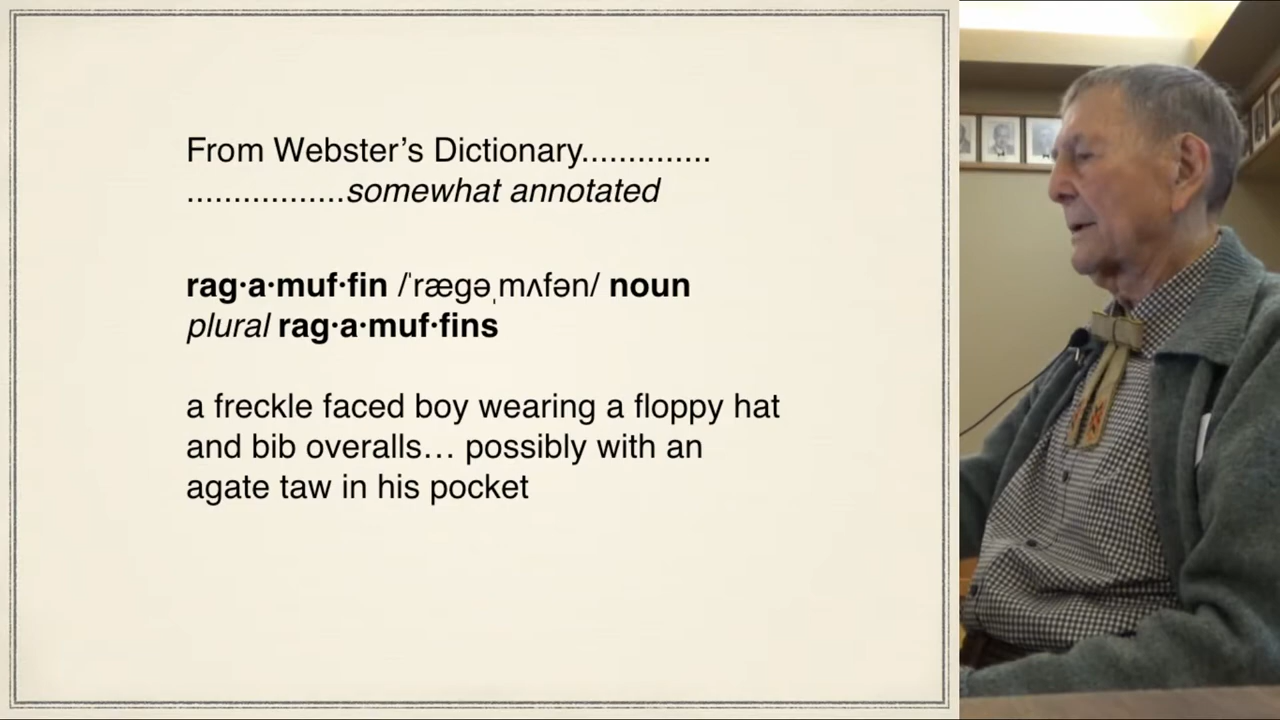 From Webster’s Dictionary..............
.................somewhat annotated
rag·a·muf·fin /ˈrægəˌmʌfən/ noun
plural rag·a·muf·fins
a freckle faced boy wearing a floppy hat
and bib overalls… possibly with an
agate taw in his pocket